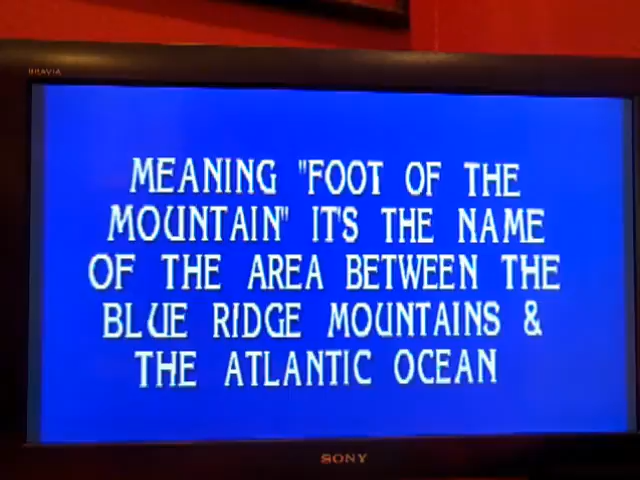 BRAVIA
MEANING "FOOT OF THE
MOUNTAIN" IT'S THE NAME
OF THE AREA BETWEEN THE
BLUE RIDGE MOUNTAINS &
THE ATLANTIC OCEAN
SONY